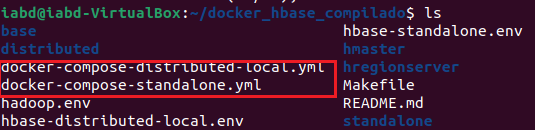 iabd@iabd-VirtualBox:~/docker_hbase_compilado$ ls
base hbase-standalone.env
distributed hmaster
docker-compose-distributed-local.yml hregionserver
docker-compose-standalone.yml Makefile
hadoop.env README.md
hbase-distributed-local.env standalone